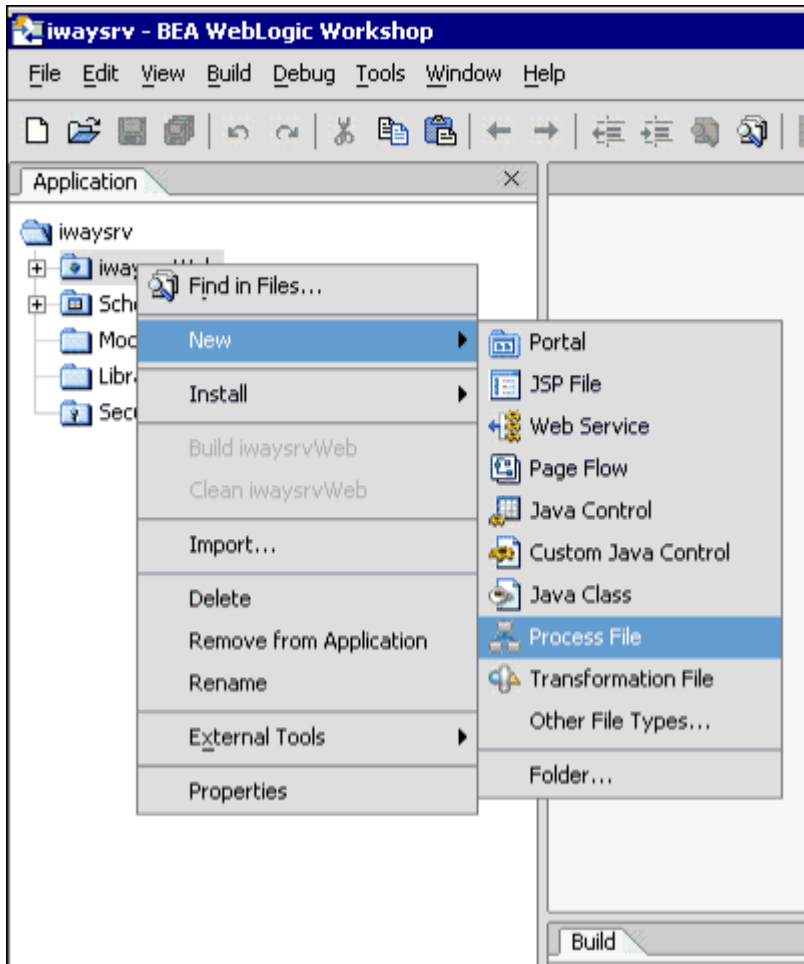 iwaysrv - BEA WebLogic Workshop
File Edit View Build Debug Tools Window Help
Application
iwaysrv
Find in Files...
New
Install
Build iwaysrvWeb
Clean iwaysrvWeb
Import...
Delete
Remove from Application
Rename
External Tools
Properties
Portal
JSP File
Web Service
Page Flow
Java Control
Custom Java Control
Java Class
Process File
Transformation File
Other File Types...
Folder...
Build